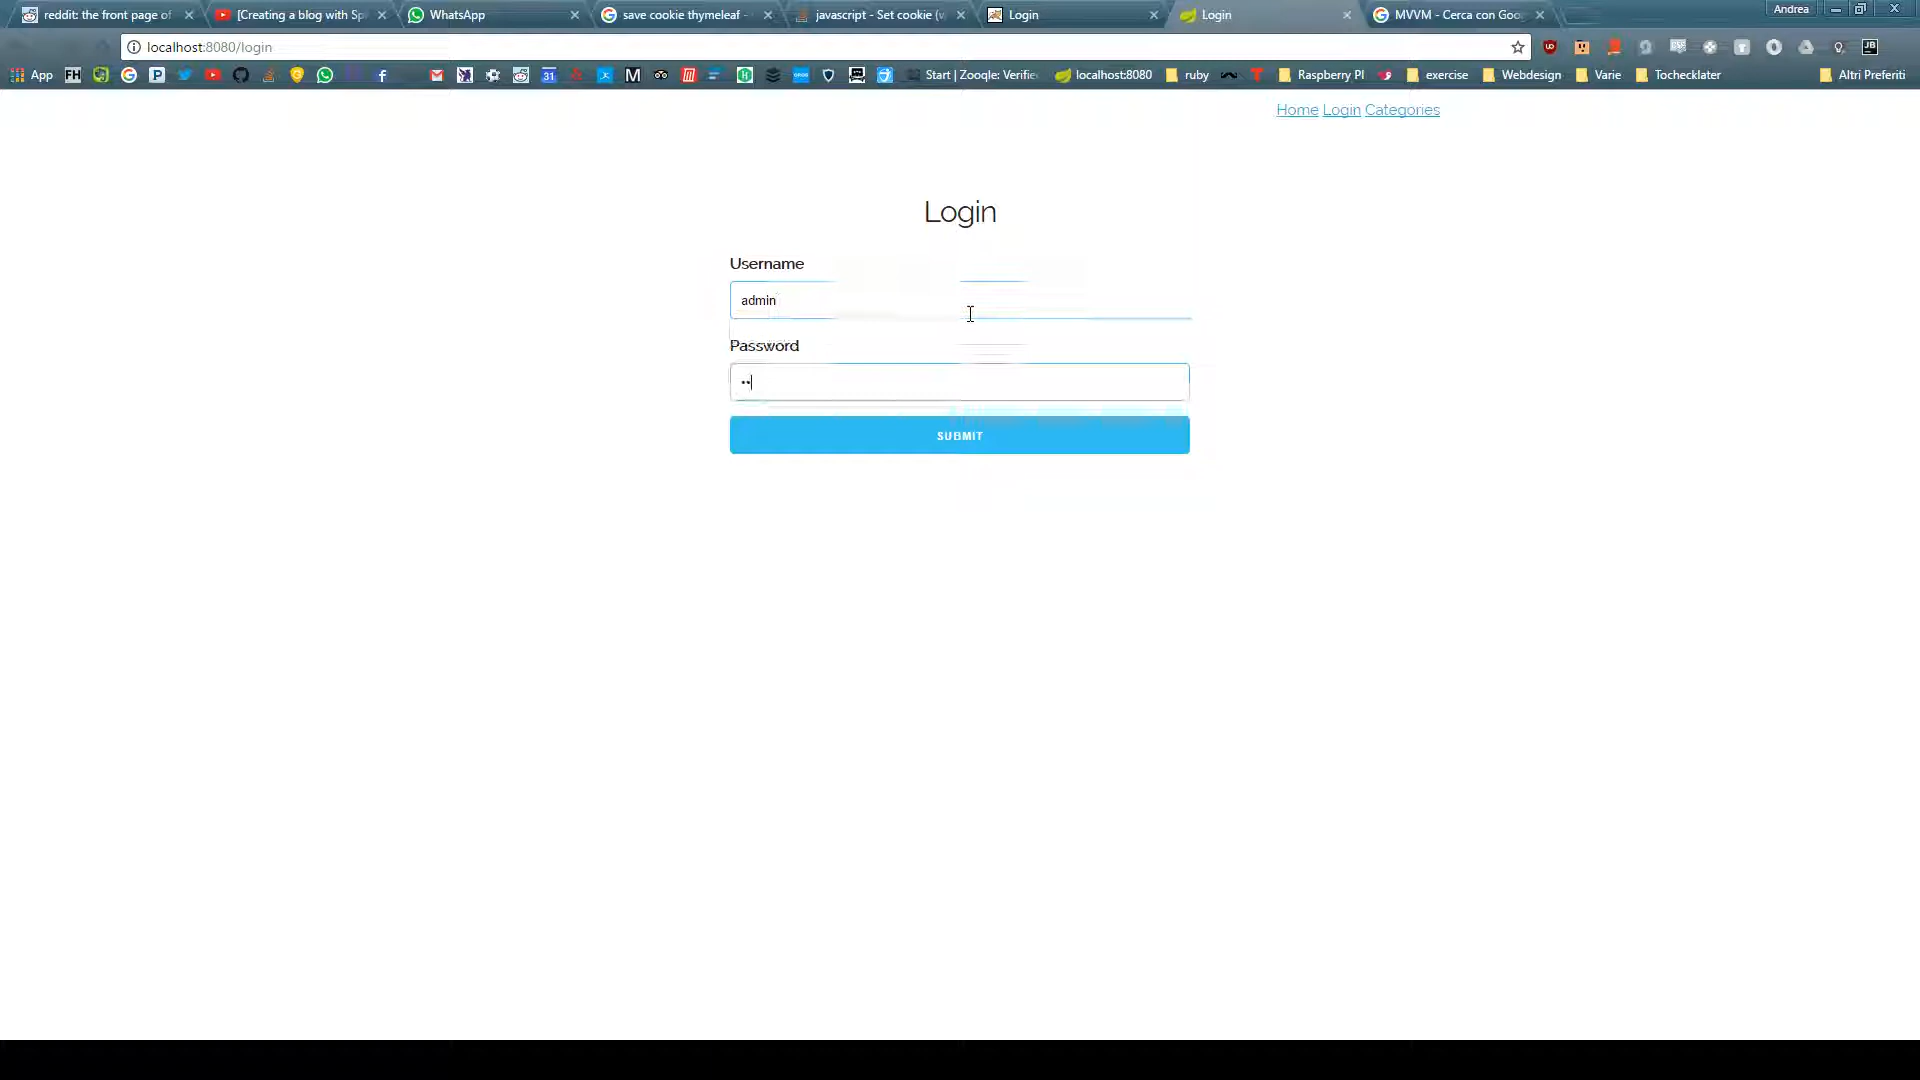 reddit: the front page of
[Creating a blog with Sp
WhatsApp
save cookie thymeleaf -
javascript - Set cookie (v
Login
Login
MVVM - Cerca con Goo
Andrea
localhost:8080/login
App
FH
Start | Zooqle: Verifie
localhost:8080
ruby
Raspberry PI
exercise
Webdesign
Varie
Tochecklater
Altri Preferiti
Home Login Categories
Login
Username
admin
Password
SUBMIT